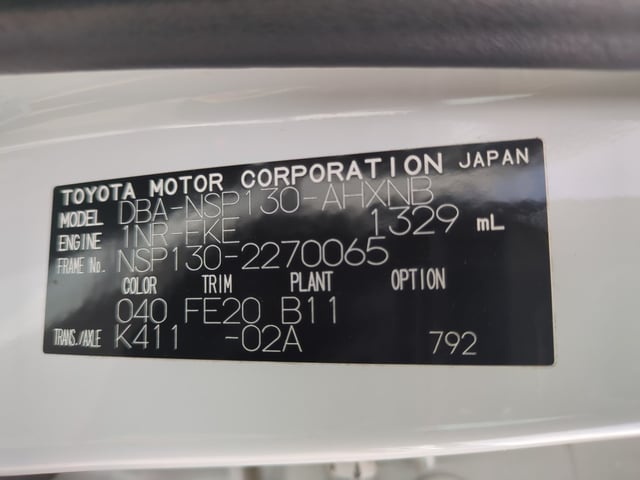 TOYOTA MOTOR CORPORATION JAPAN
MODEL DBA-NSP130-AHXNB
ENGINE 1NR-FKE 1329 mL
FRAME No. NSP130-2270065
COLOR TRIM PLANT OPTION
040 FE20 B11
TRANS./AXLE K411 -02A 792